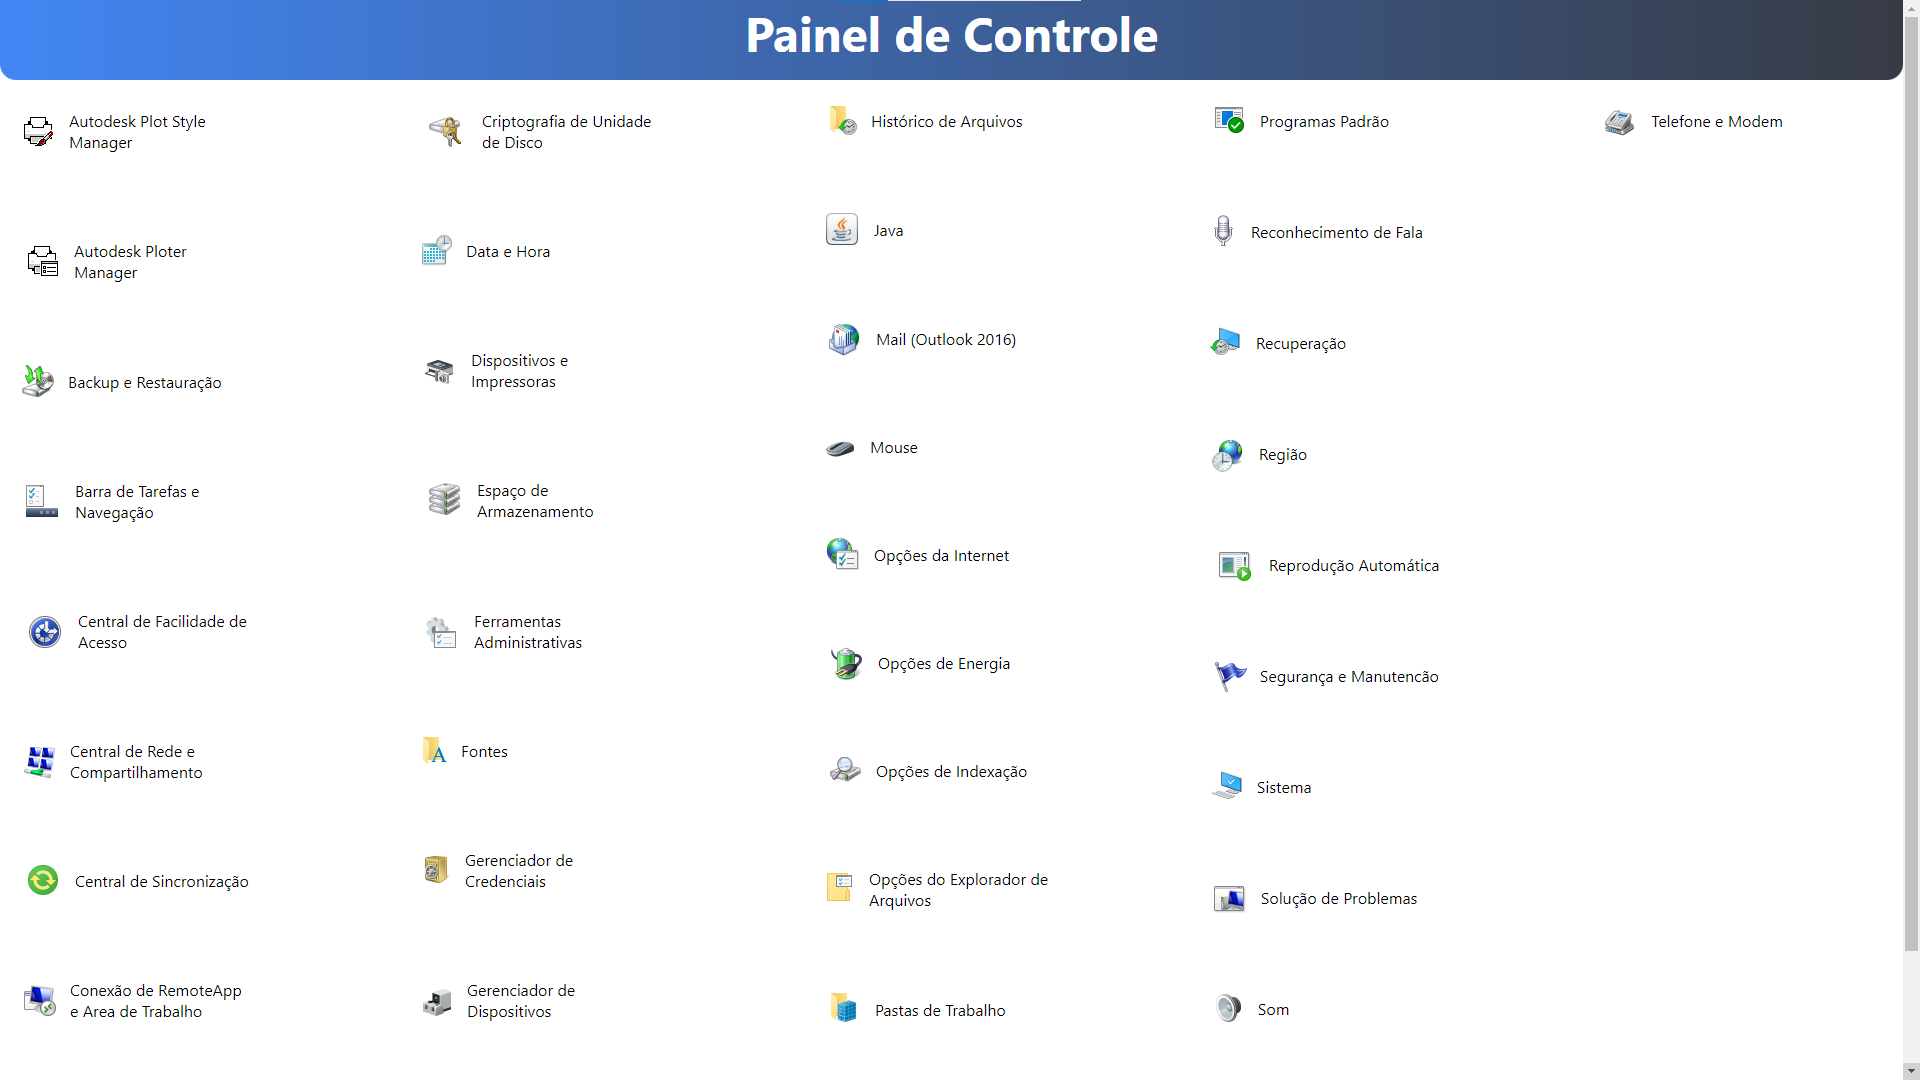 Painel de Controle
Autodesk Plot Style
Manager
Autodesk Ploter
Manager
Backup e Restauração
Barra de Tarefas e
Navegação
Central de Facilidade de
Acesso
Central de Rede e
Compartilhamento
Central de Sincronização
Conexão de RemoteApp
e Area de Trabalho
Criptografia de Unidade
de Disco
Data e Hora
Dispositivos e
Impressoras
Espaço de
Armazenamento
Ferramentas
Administrativas
Fontes
Gerenciador de
Credenciais
Gerenciador de
Dispositivos
Histórico de Arquivos
Java
Mail (Outlook 2016)
Mouse
Opções da Internet
Opções de Energia
Opções de Indexação
Opções do Explorador de
Arquivos
Pastas de Trabalho
Programas Padrão
Reconhecimento de Fala
Recuperação
Região
Reprodução Automática
Segurança e Manutencão
Sistema
Solução de Problemas
Som
Telefone e Modem